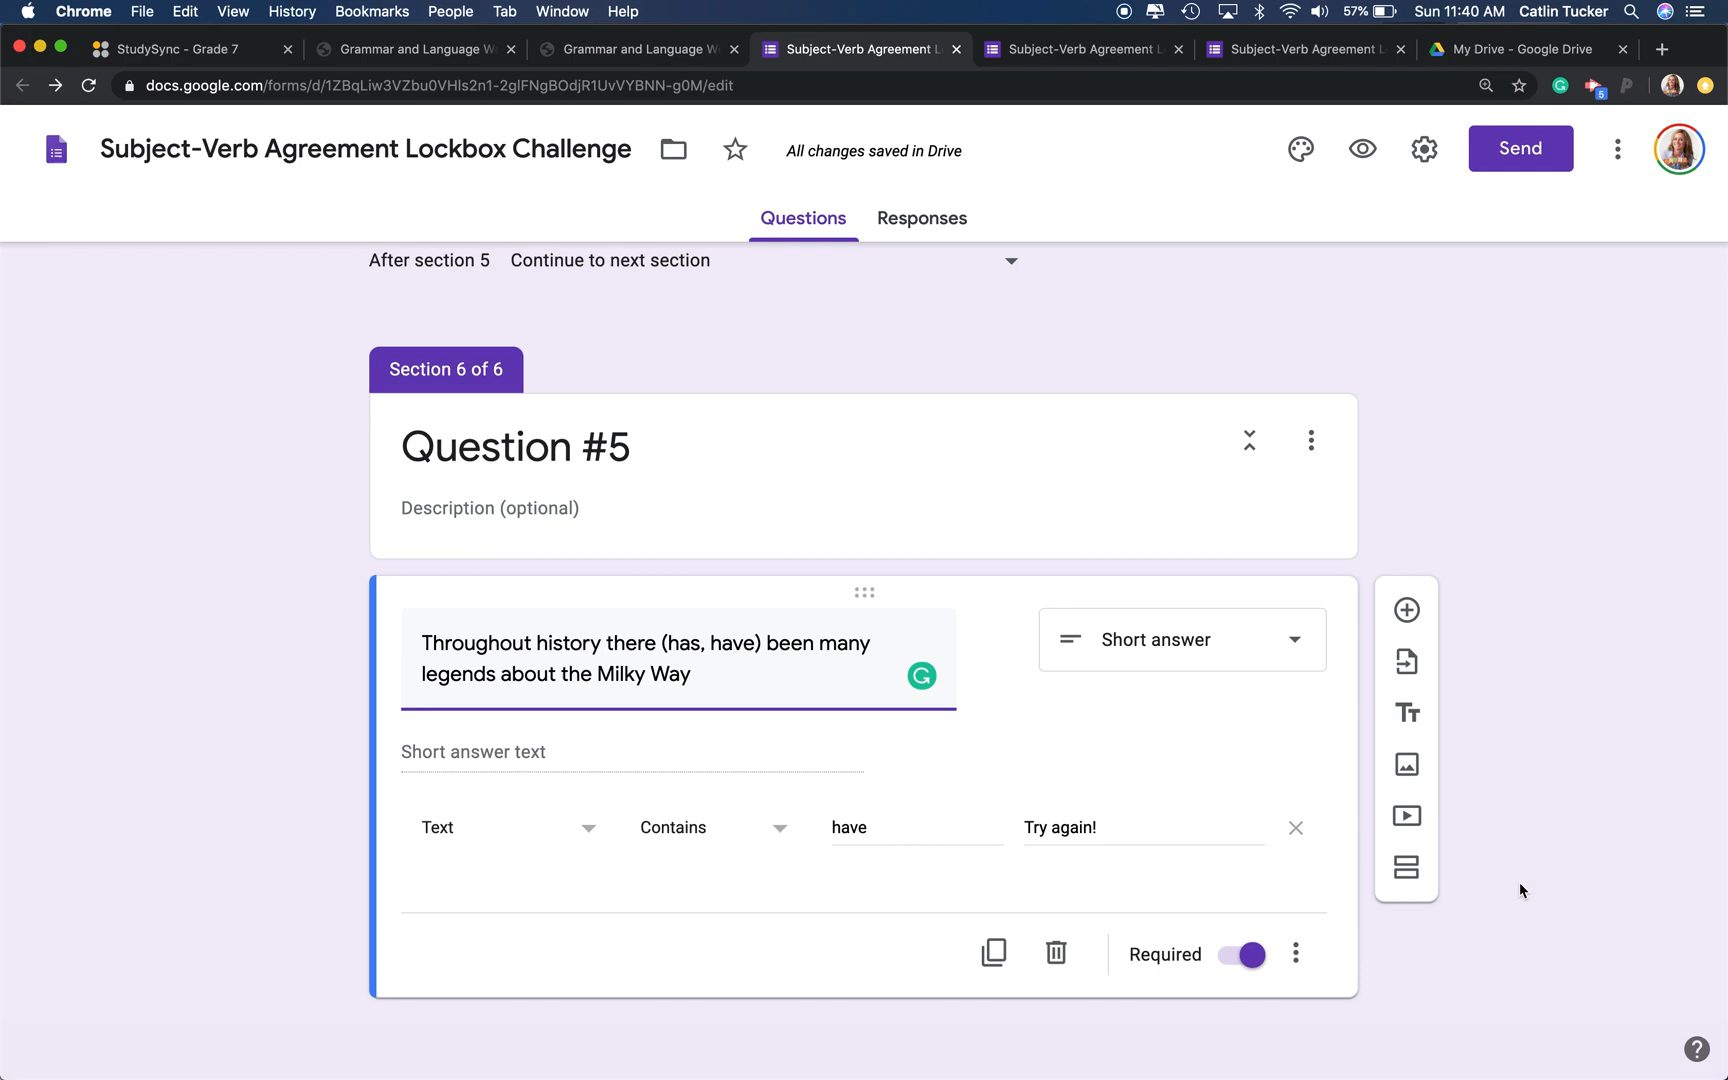 Chrome File Edit View History Bookmarks People Tab Window Help 57% Sun 11:40 AM Catlin Tucker
StudySync - Grade 7
Grammar and Language W
Grammar and Language W
Subject-Verb Agreement L
Subject-Verb Agreement L
Subject-Verb Agreement L
My Drive - Google Drive
docs.google.com/forms/d/1ZBqLiw3VZbu0VHIs2n1-2glFNgBOdjR1UvVYBNN-g0M/edit
5
Subject-Verb Agreement Lockbox Challenge
All changes saved in Drive
Send
Questions Responses
After section 5 Continue to next section
Section 6 of 6
Question #5
Description (optional)
Throughout history there (has, have) been many
legends about the Milky Way
Short answer
Short answer text
Text Contains have Try again!
Required